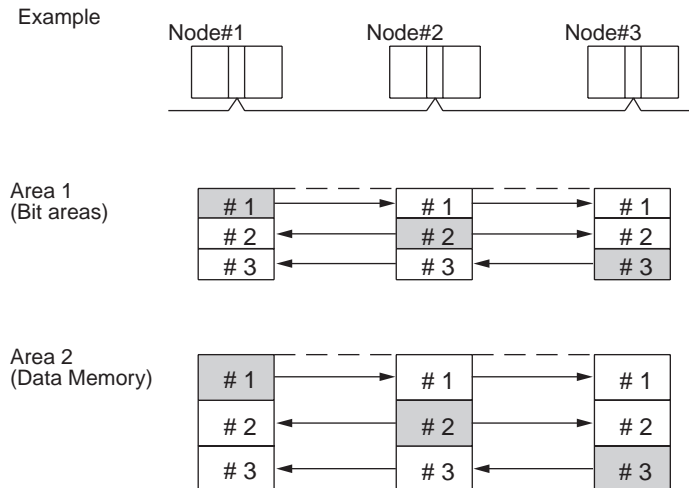 Example
Node#1 Node#2 Node#3
Area 1
(Bit areas)
# 1 # 1 # 1
# 2 # 2 # 2
# 3 # 3 # 3
Area 2
(Data Memory)
# 1 # 1 # 1
# 2 # 2 # 2
# 3 # 3 # 3